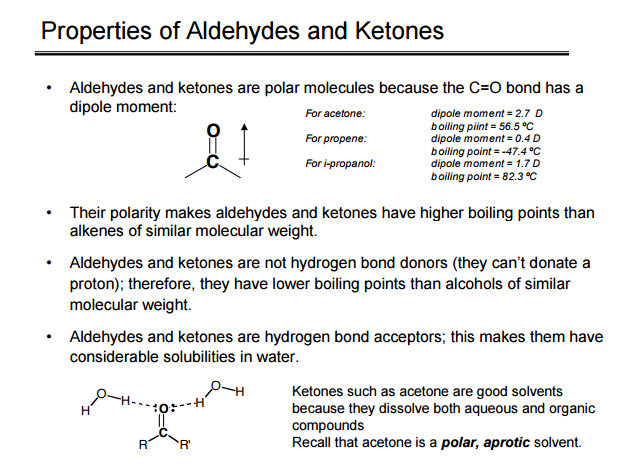 Properties of Aldehydes and Ketones
• Aldehydes and ketones are polar molecules because the C=O bond has a
dipole moment:
For acetone: dipole moment = 2.7 D
boiling piint = 56.5 ºC
For propene: dipole moment = 0.4 D
boiling point = -47.4 ºC
For i-propanol: dipole moment = 1.7 D
boiling point = 82.3 ºC
O
C
• Their polarity makes aldehydes and ketones have higher boiling points than
alkenes of similar molecular weight.
• Aldehydes and ketones are not hydrogen bond donors (they can't donate a
proton); therefore, they have lower boiling points than alcohols of similar
molecular weight.
• Aldehydes and ketones are hydrogen bond acceptors; this makes them have
considerable solubilities in water.
H O H :O: H O H
C
R R'
Ketones such as acetone are good solvents
because they dissolve both aqueous and organic
compounds
Recall that acetone is a polar, aprotic solvent.